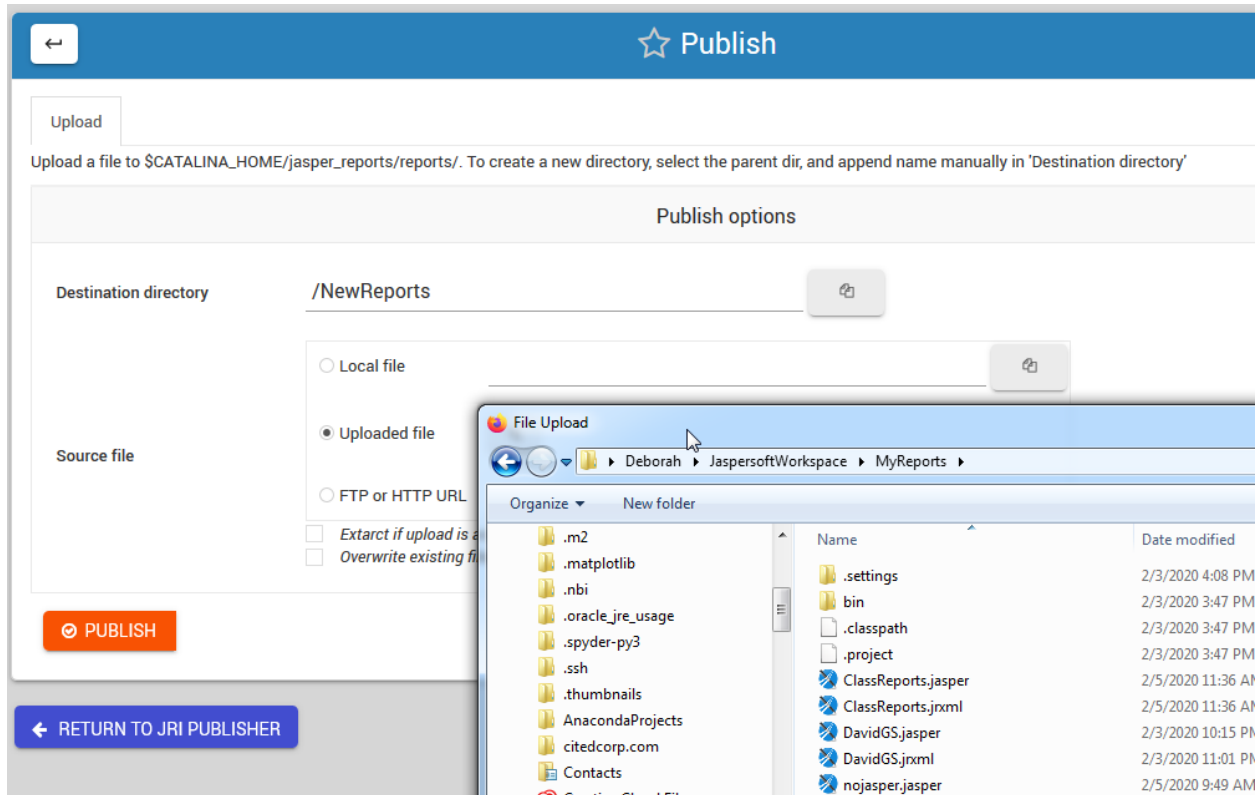 Publish
Upload
Upload a file to $CATALINA_HOME/jasper_reports/reports/. To create a new directory, select the parent dir, and append name manually in 'Destination directory'
Publish options
Destination directory
/NewReports
Source file
Local file
Uploaded file
FTP or HTTP URL
Extarct if upload is
Overwrite existing
PUBLISH
RETURN TO JRI PUBLISHER
File Upload
Deborah JaspersoftWorkspace MyReports
Organize New folder
.m2
.matplotlib
.nbi
.oracle_jre_usage
.spyder-py3
.ssh
.thumbnails
AnacondaProjects
citedcorp.com
Contacts
Name Date modified
.settings 2/3/2020 4:08 PM
bin 2/3/2020 3:47 PM
.classpath 2/3/2020 3:47 PM
.project 2/3/2020 3:47 PM
ClassReports.jasper 2/5/2020 11:36 AM
ClassReports.jrxml 2/5/2020 11:36 AM
DavidGS.jasper 2/3/2020 10:15 PM
DavidGS.jrxml 2/3/2020 11:01 PM
nojasper.jasper 2/5/2020 9:49 AM